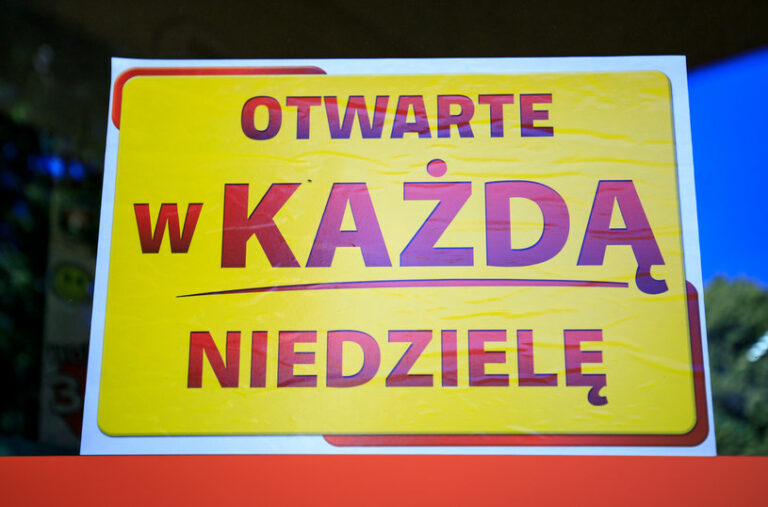 OTWARTE
W KAŻDĄ
NIEDZIELĘ